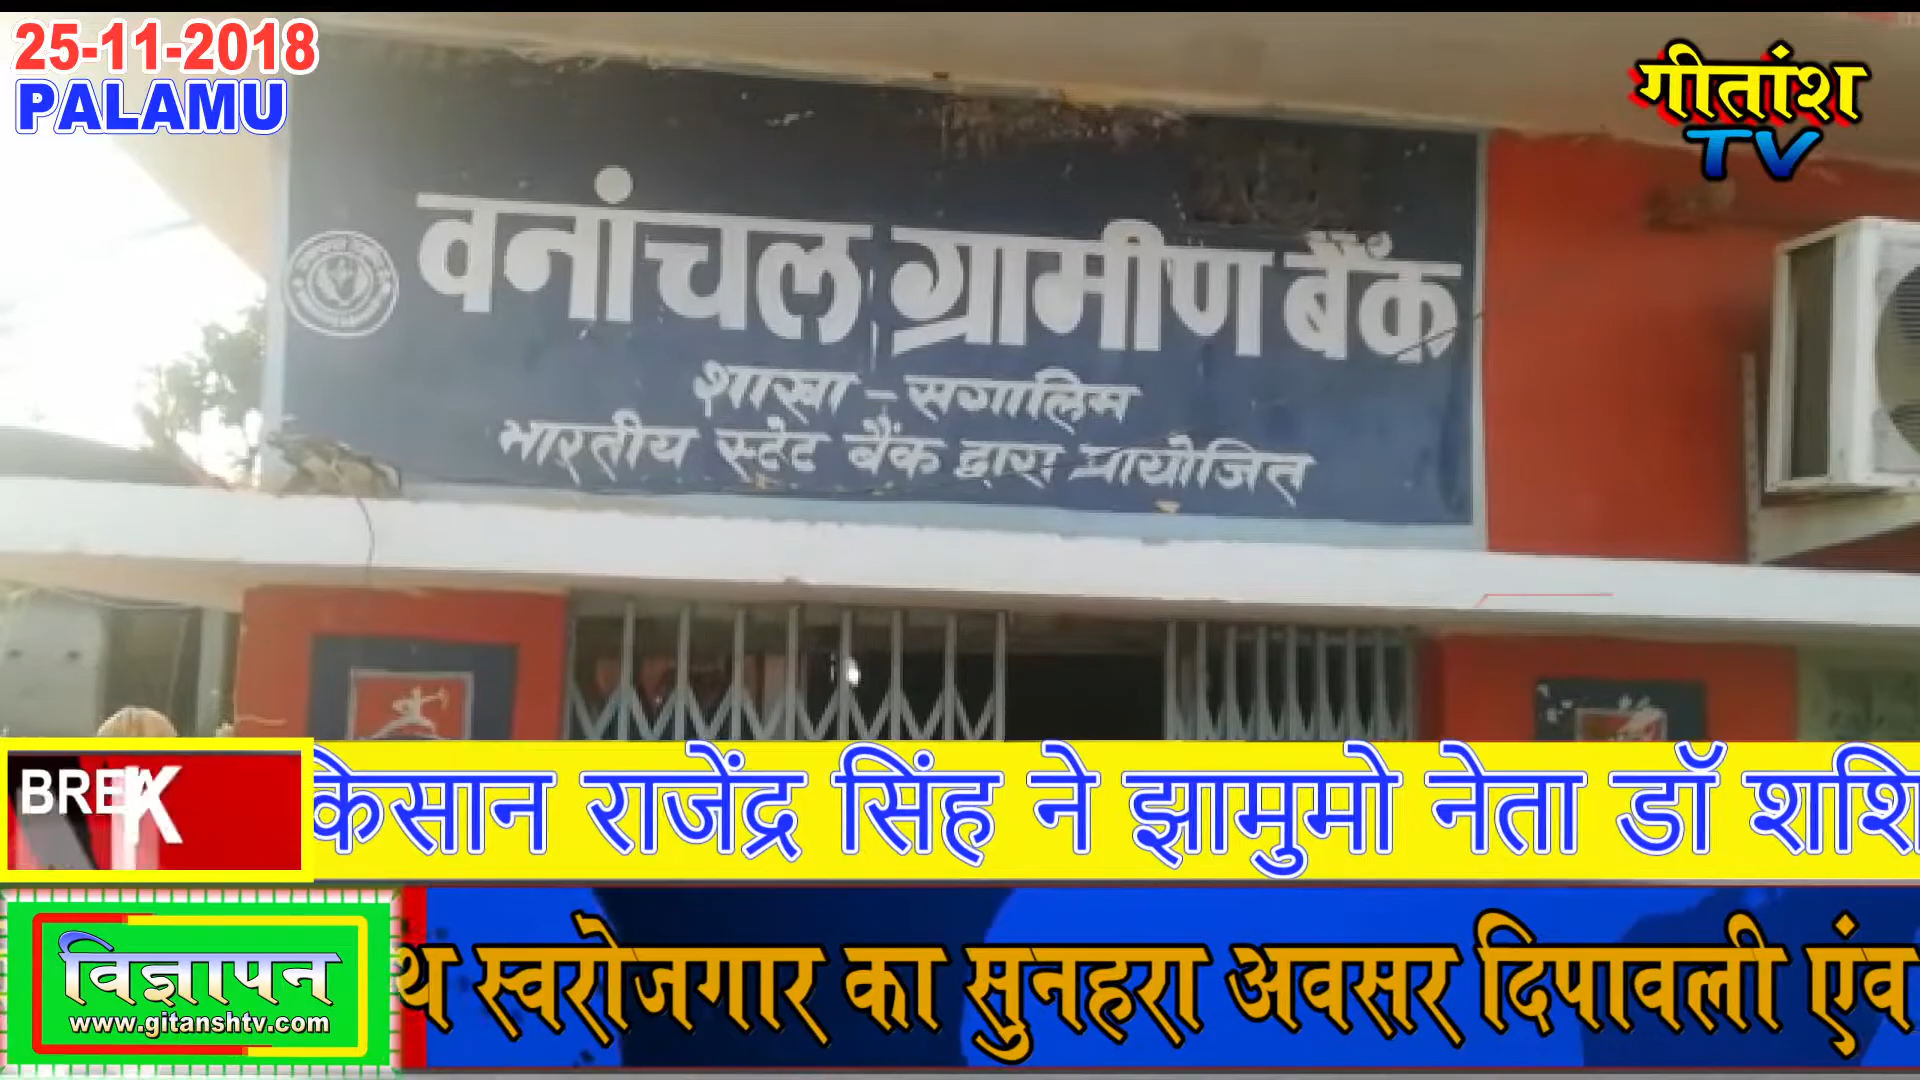 25-11-2018
PALAMU
गीतांश
TV
वनांचल ग्रामीण बैंक
शाखा - सगालिम
भारतीय स्टेट बैंक द्वारा प्रायोजित
किसान राजेंद्र सिंह ने झामुमो नेता डॉ शशि
विज्ञापन
www.gitanshtv.com
थ स्वरोजगार का सुनहरा अवसर दिपावली एंव